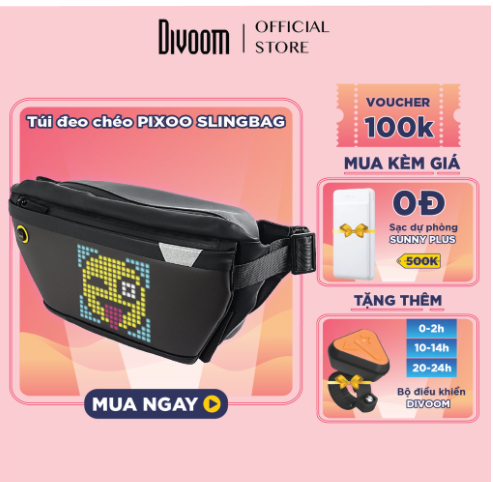 Divoom
OFFICIAL
STORE
Túi đeo chéo PIXOO SLINGBAG
MUA NGAY
VOUCHER
100k
MUA KÈM GIÁ
0Đ
Sạc dự phòng
SUNNY PLUS
500K
TẶNG THÊM
0-2h
10-14h
20-24h
Bộ điều khiển
DIVOOM